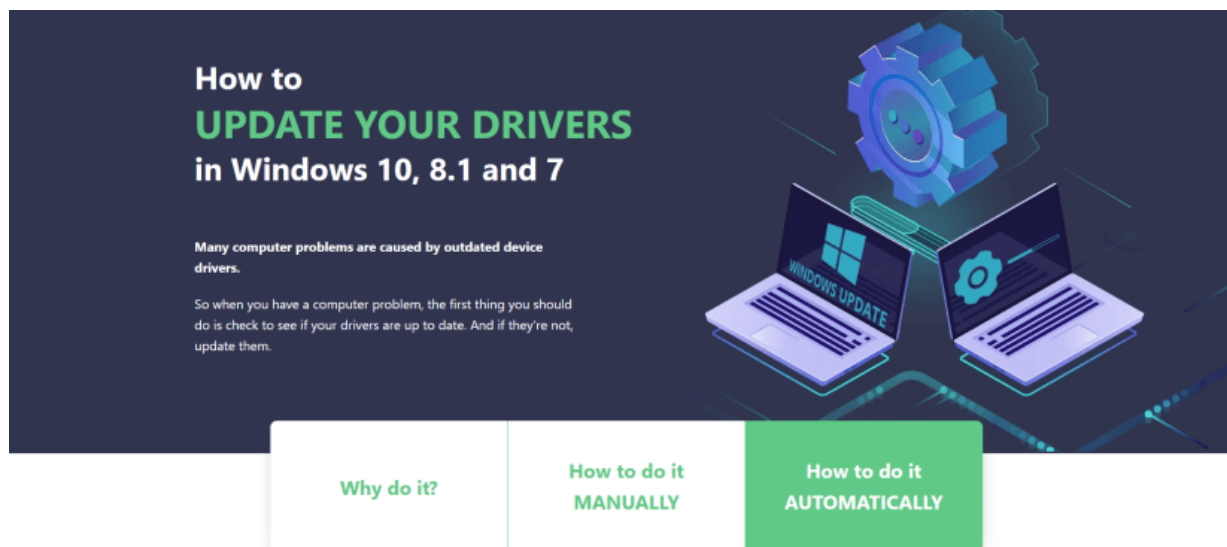 How to
UPDATE YOUR DRIVERS
in Windows 10, 8.1 and 7
Many computer problems are caused by outdated device
drivers.
So when you have a computer problem, the first thing you should
do is check to see if your drivers are up to date. And if they're not,
update them.
WINDOWS UPDATE
Why do it?
How to do it
MANUALLY
How to do it
AUTOMATICALLY